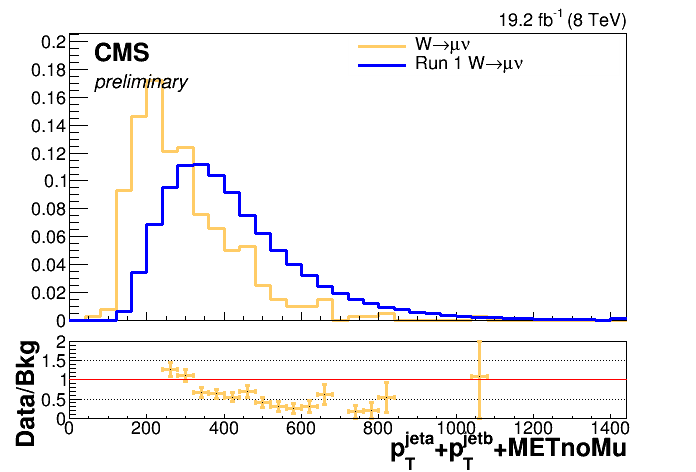 19.2 fb⁻¹ (8 TeV)
CMS
preliminary
W→μν
Run 1 W→μν
0.2
0.18
0.16
0.14
0.12
0.1
0.08
0.06
0.04
0.02
0
Data/Bkg
2
1.5
1
0.5
0
0 200 400 600 800 1000 1200 1400
p_T^jeta+p_T^jetb+METnoMu